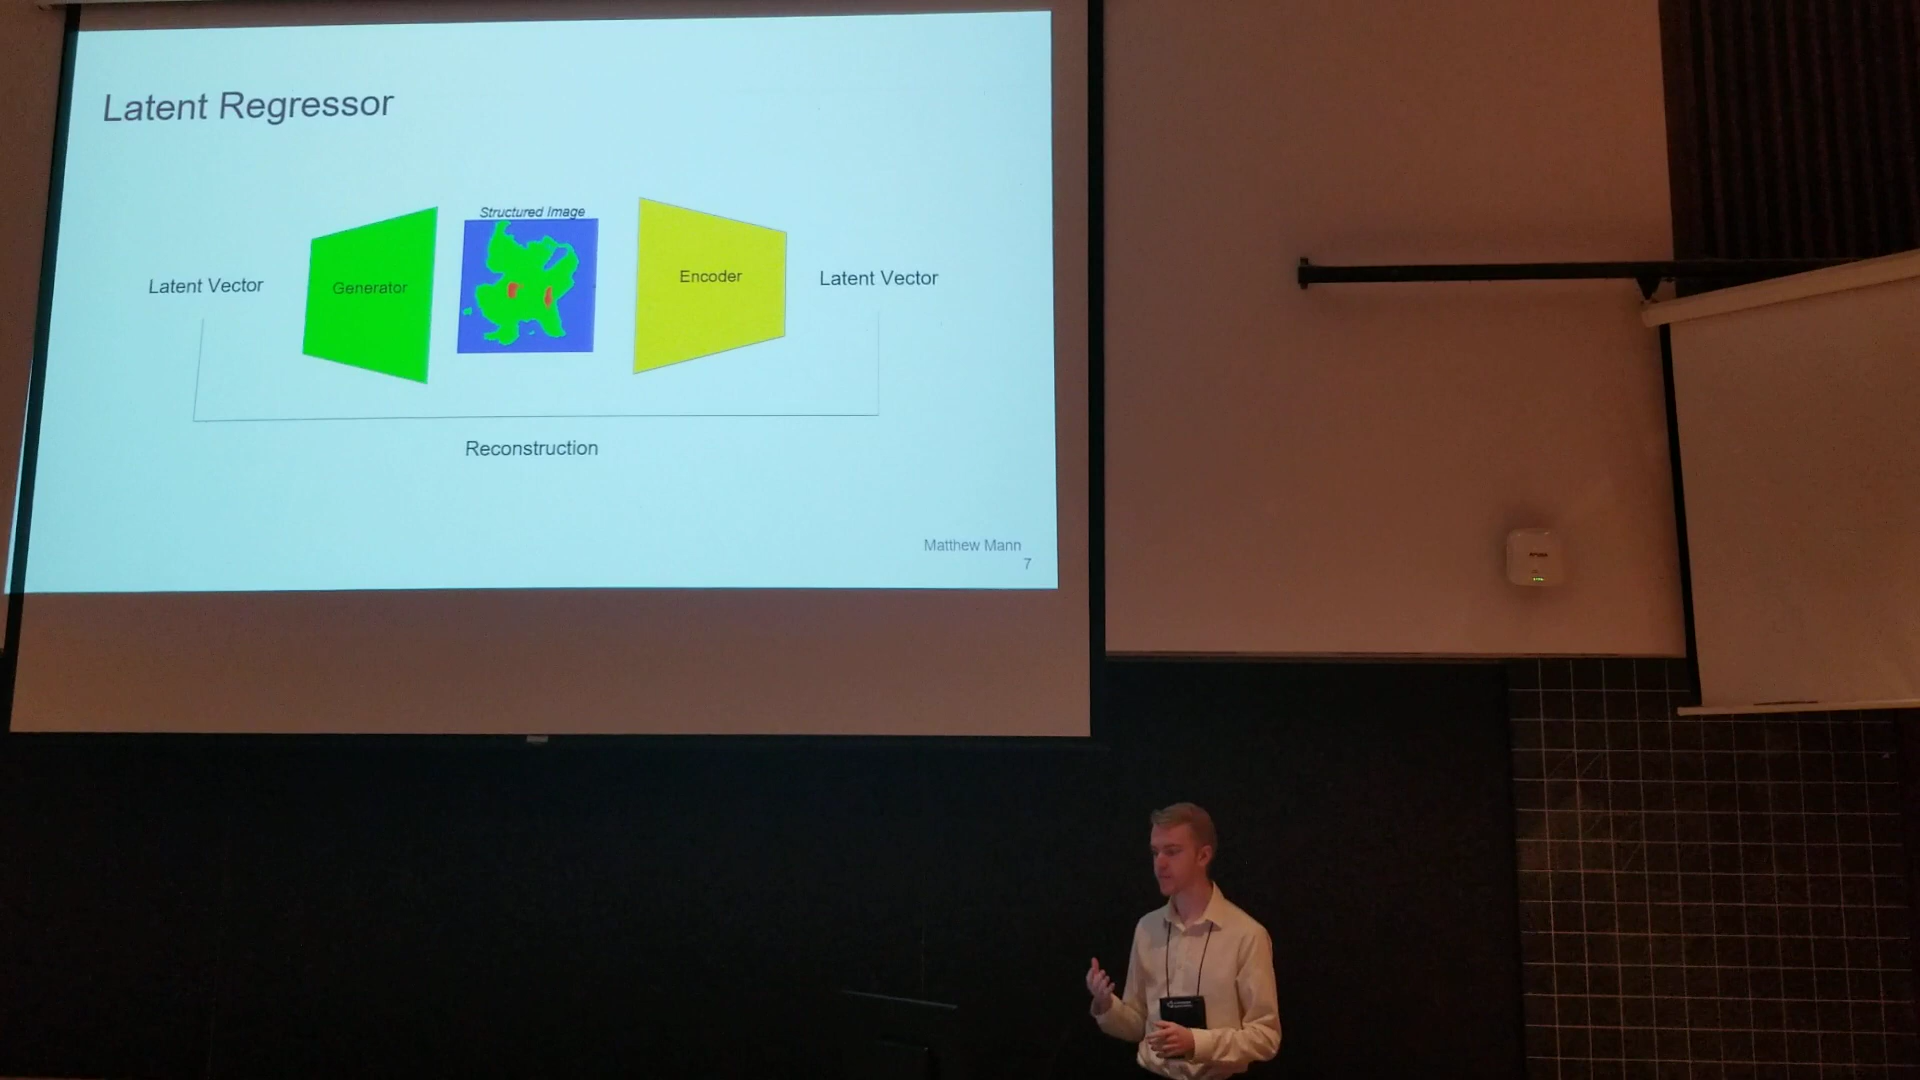 Latent Regressor
Structured Image
Latent Vector
Generator
Encoder
Latent Vector
Reconstruction
Matthew Mann
7